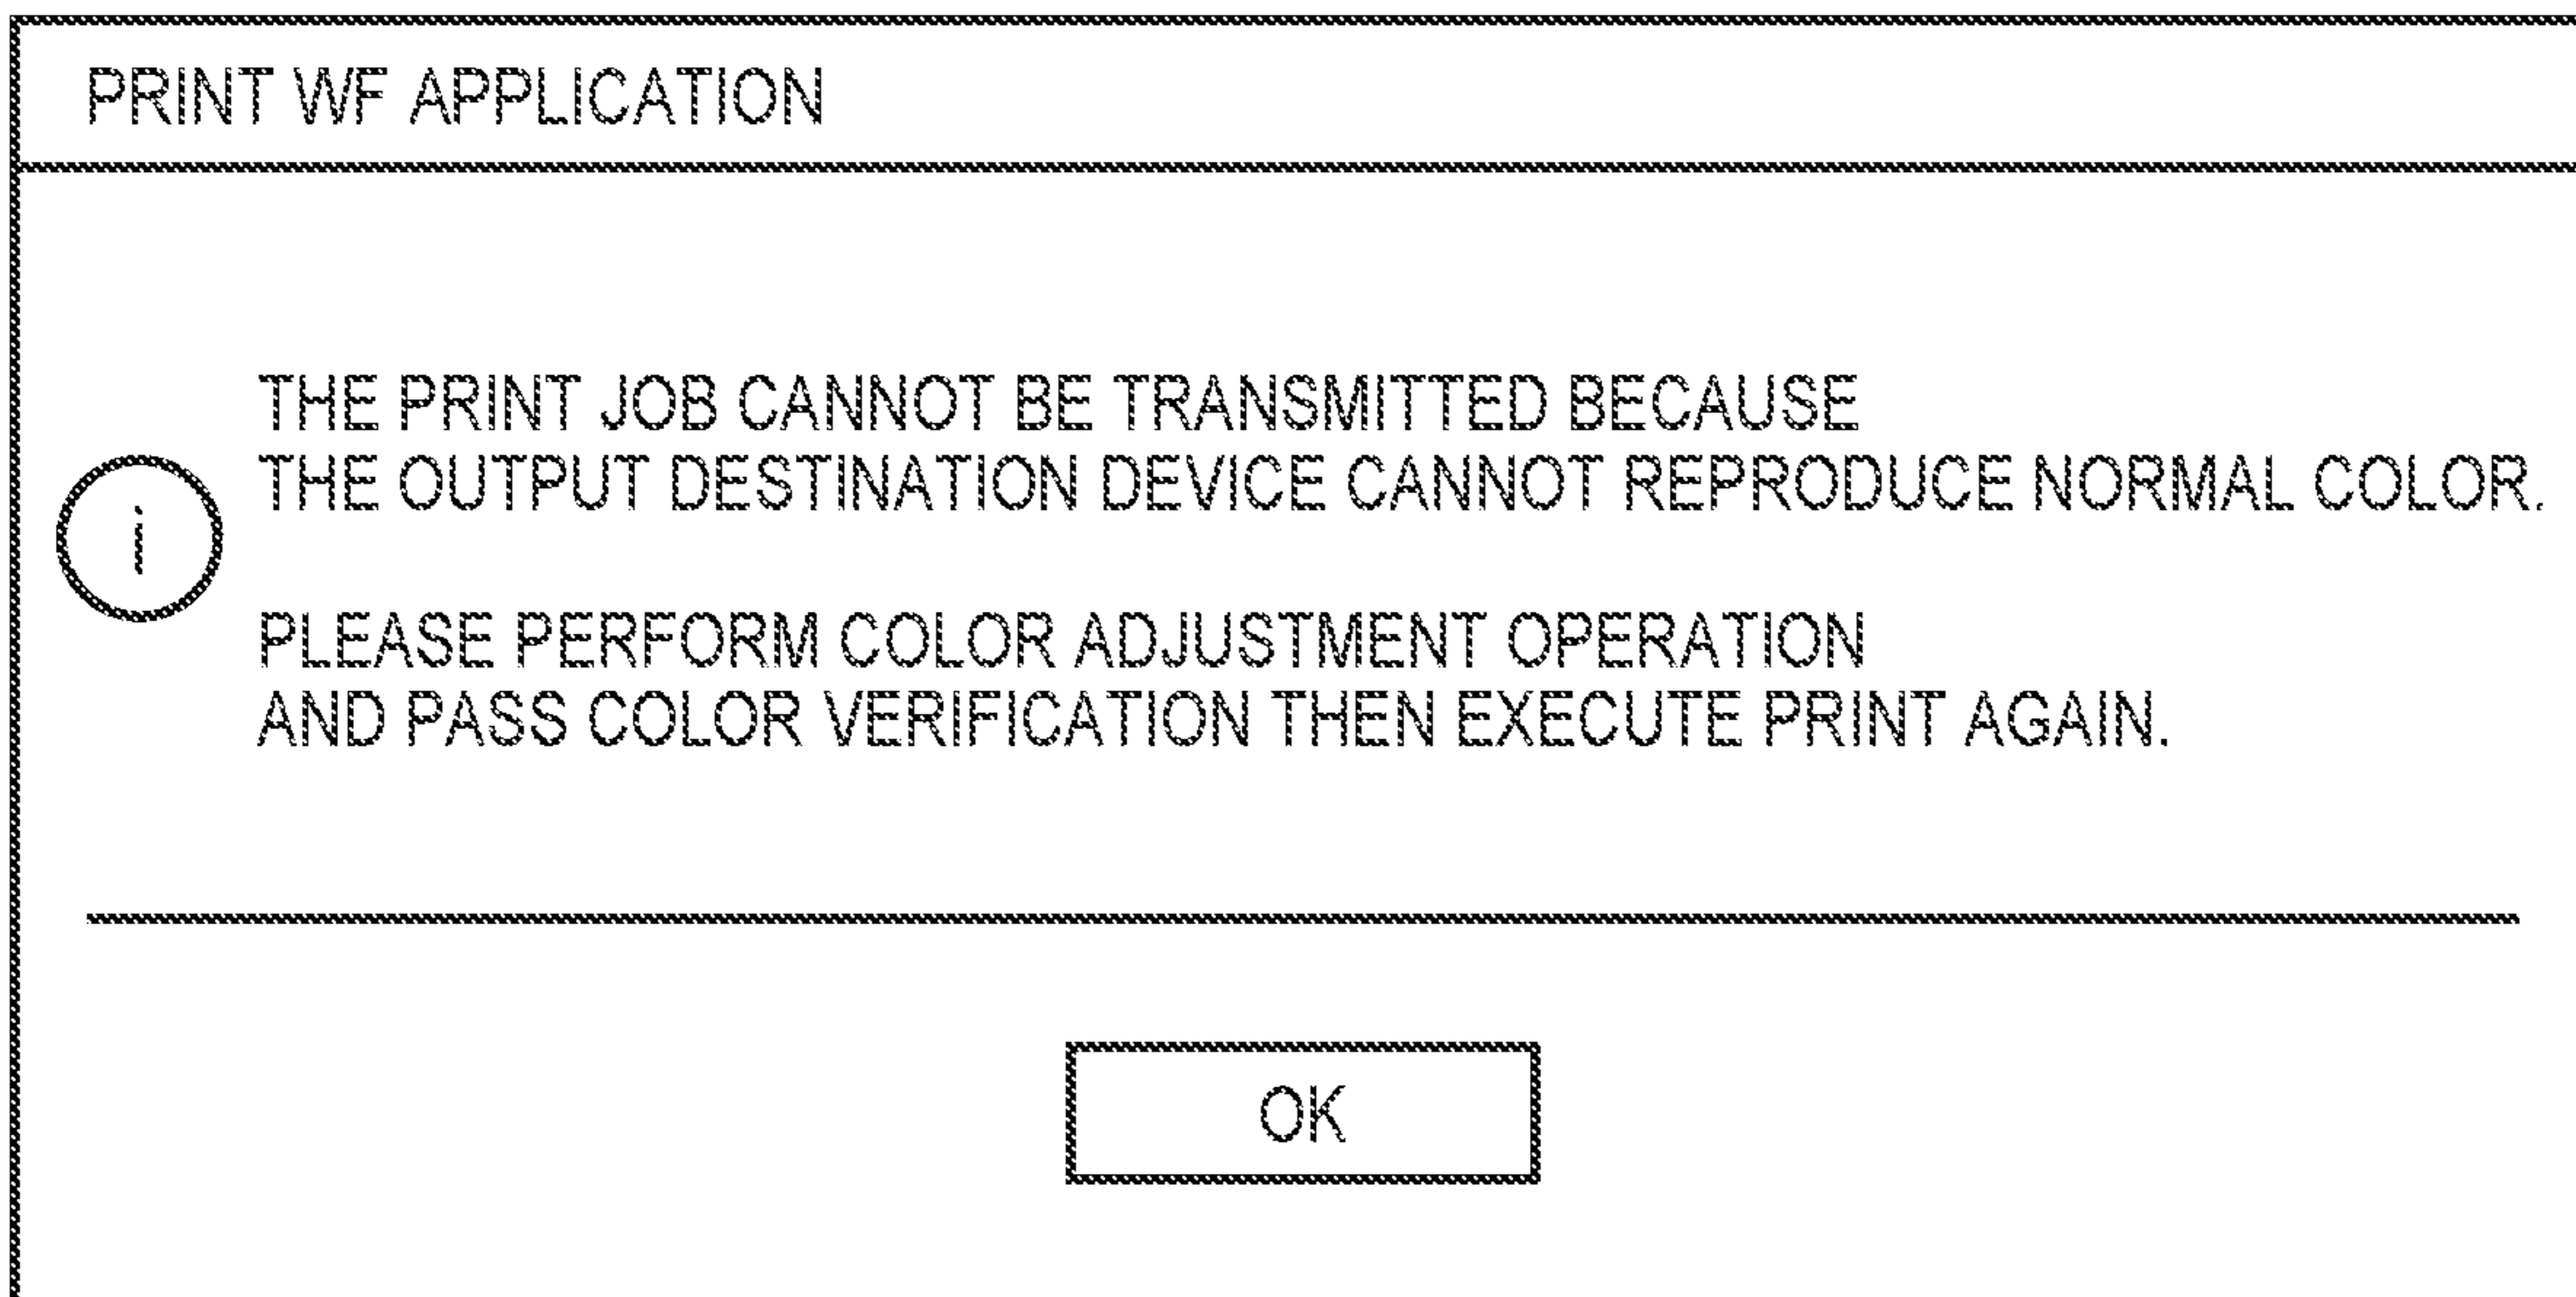 PRINT WF APPLICATION
THE PRINT JOB CANNOT BE TRANSMITTED BECAUSE
THE OUTPUT DESTINATION DEVICE CANNOT REPRODUCE NORMAL COLOR.
i
PLEASE PERFORM COLOR ADJUSTMENT OPERATION
AND PASS COLOR VERIFICATION THEN EXECUTE PRINT AGAIN.
OK